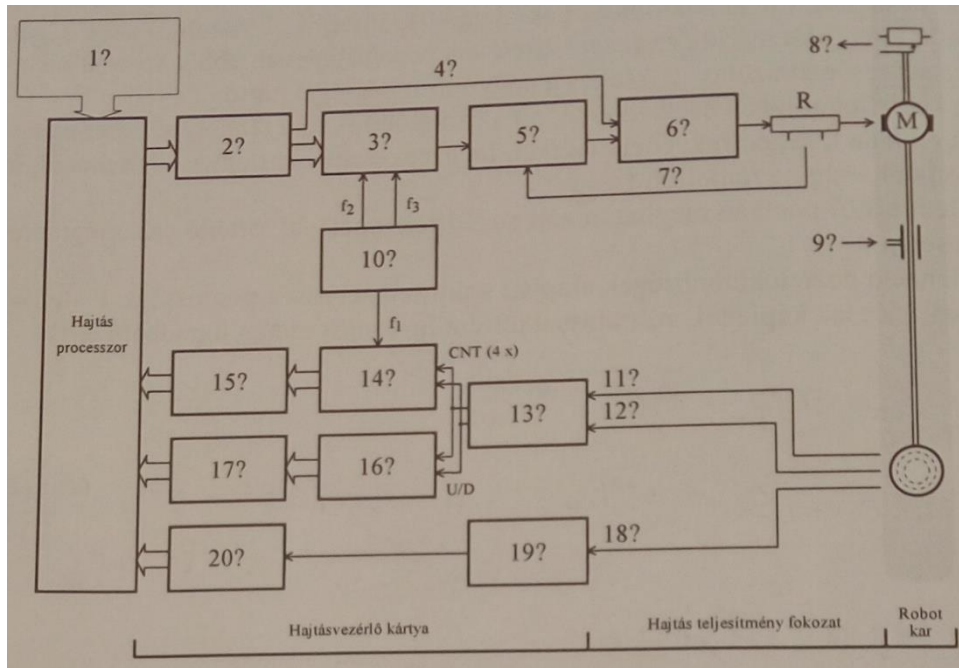 1?
4?
8?
R
2?
3?
5?
6?
M
7?
f2
f3
9?
10?
Hajtás
processzor
f1
CNT (4 x)
15?
14?
13?
11?
12?
17?
16?
U/D
18?
20?
19?
Hajtásvezérlő kártya
Hajtás teljesítmény fokozat
Robot
kar